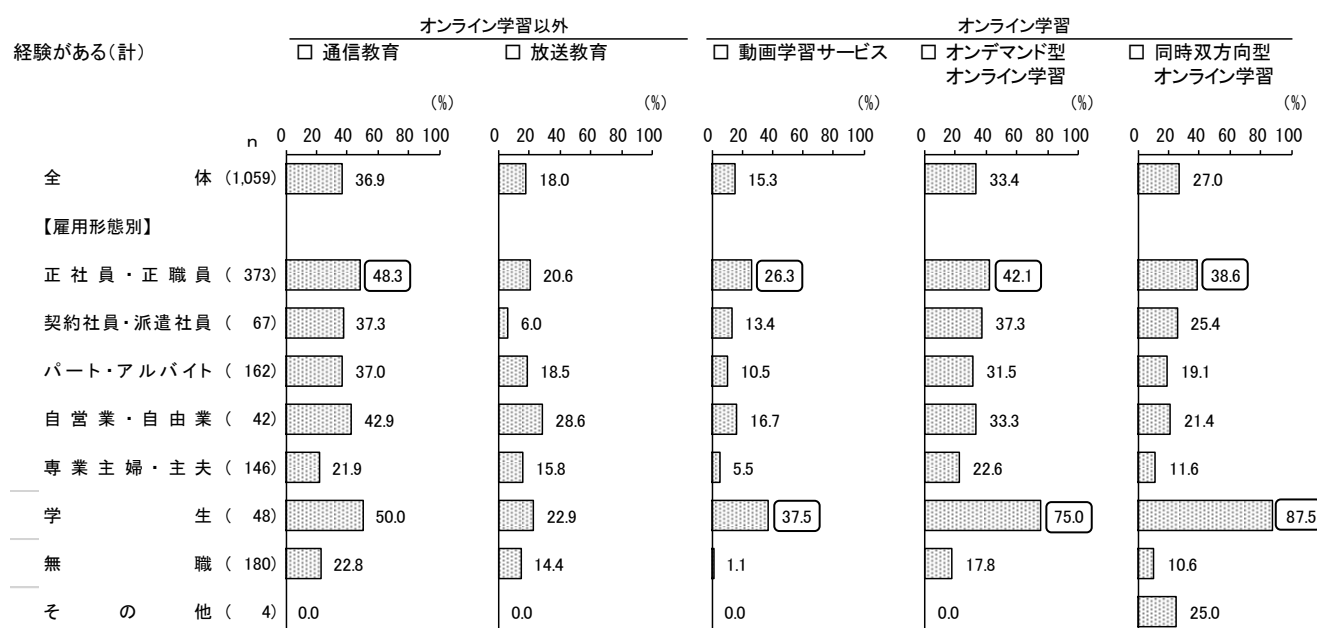 オンライン学習以外 オンライン学習
経験がある(計) □ 通信教育 □ 放送教育 □ 動画学習サービス □ オンデマンド型 □ 同時双方向型
オンライン学習 オンライン学習
(%) (%) (%) (%) (%)
n 0 20 40 60 80 100 0 20 40 60 80 100 0 20 40 60 80 100 0 20 40 60 80 100 0 20 40 60 80 100
全体 (1,059) 36.9 18.0 15.3 33.4 27.0
【雇用形態別】
正社員・正職員 ( 373) 48.3 20.6 26.3 42.1 38.6
契約社員・派遣社員 ( 67) 37.3 6.0 13.4 37.3 25.4
パート・アルバイト ( 162) 37.0 18.5 10.5 31.5 19.1
自営業・自由業 ( 42) 42.9 28.6 16.7 33.3 21.4
専業主婦・主夫 ( 146) 21.9 15.8 5.5 22.6 11.6
学生 ( 48) 50.0 22.9 37.5 75.0 87.5
無職 ( 180) 22.8 14.4 1.1 17.8 10.6
その他 ( 4) 0.0 0.0 0.0 0.0 25.0